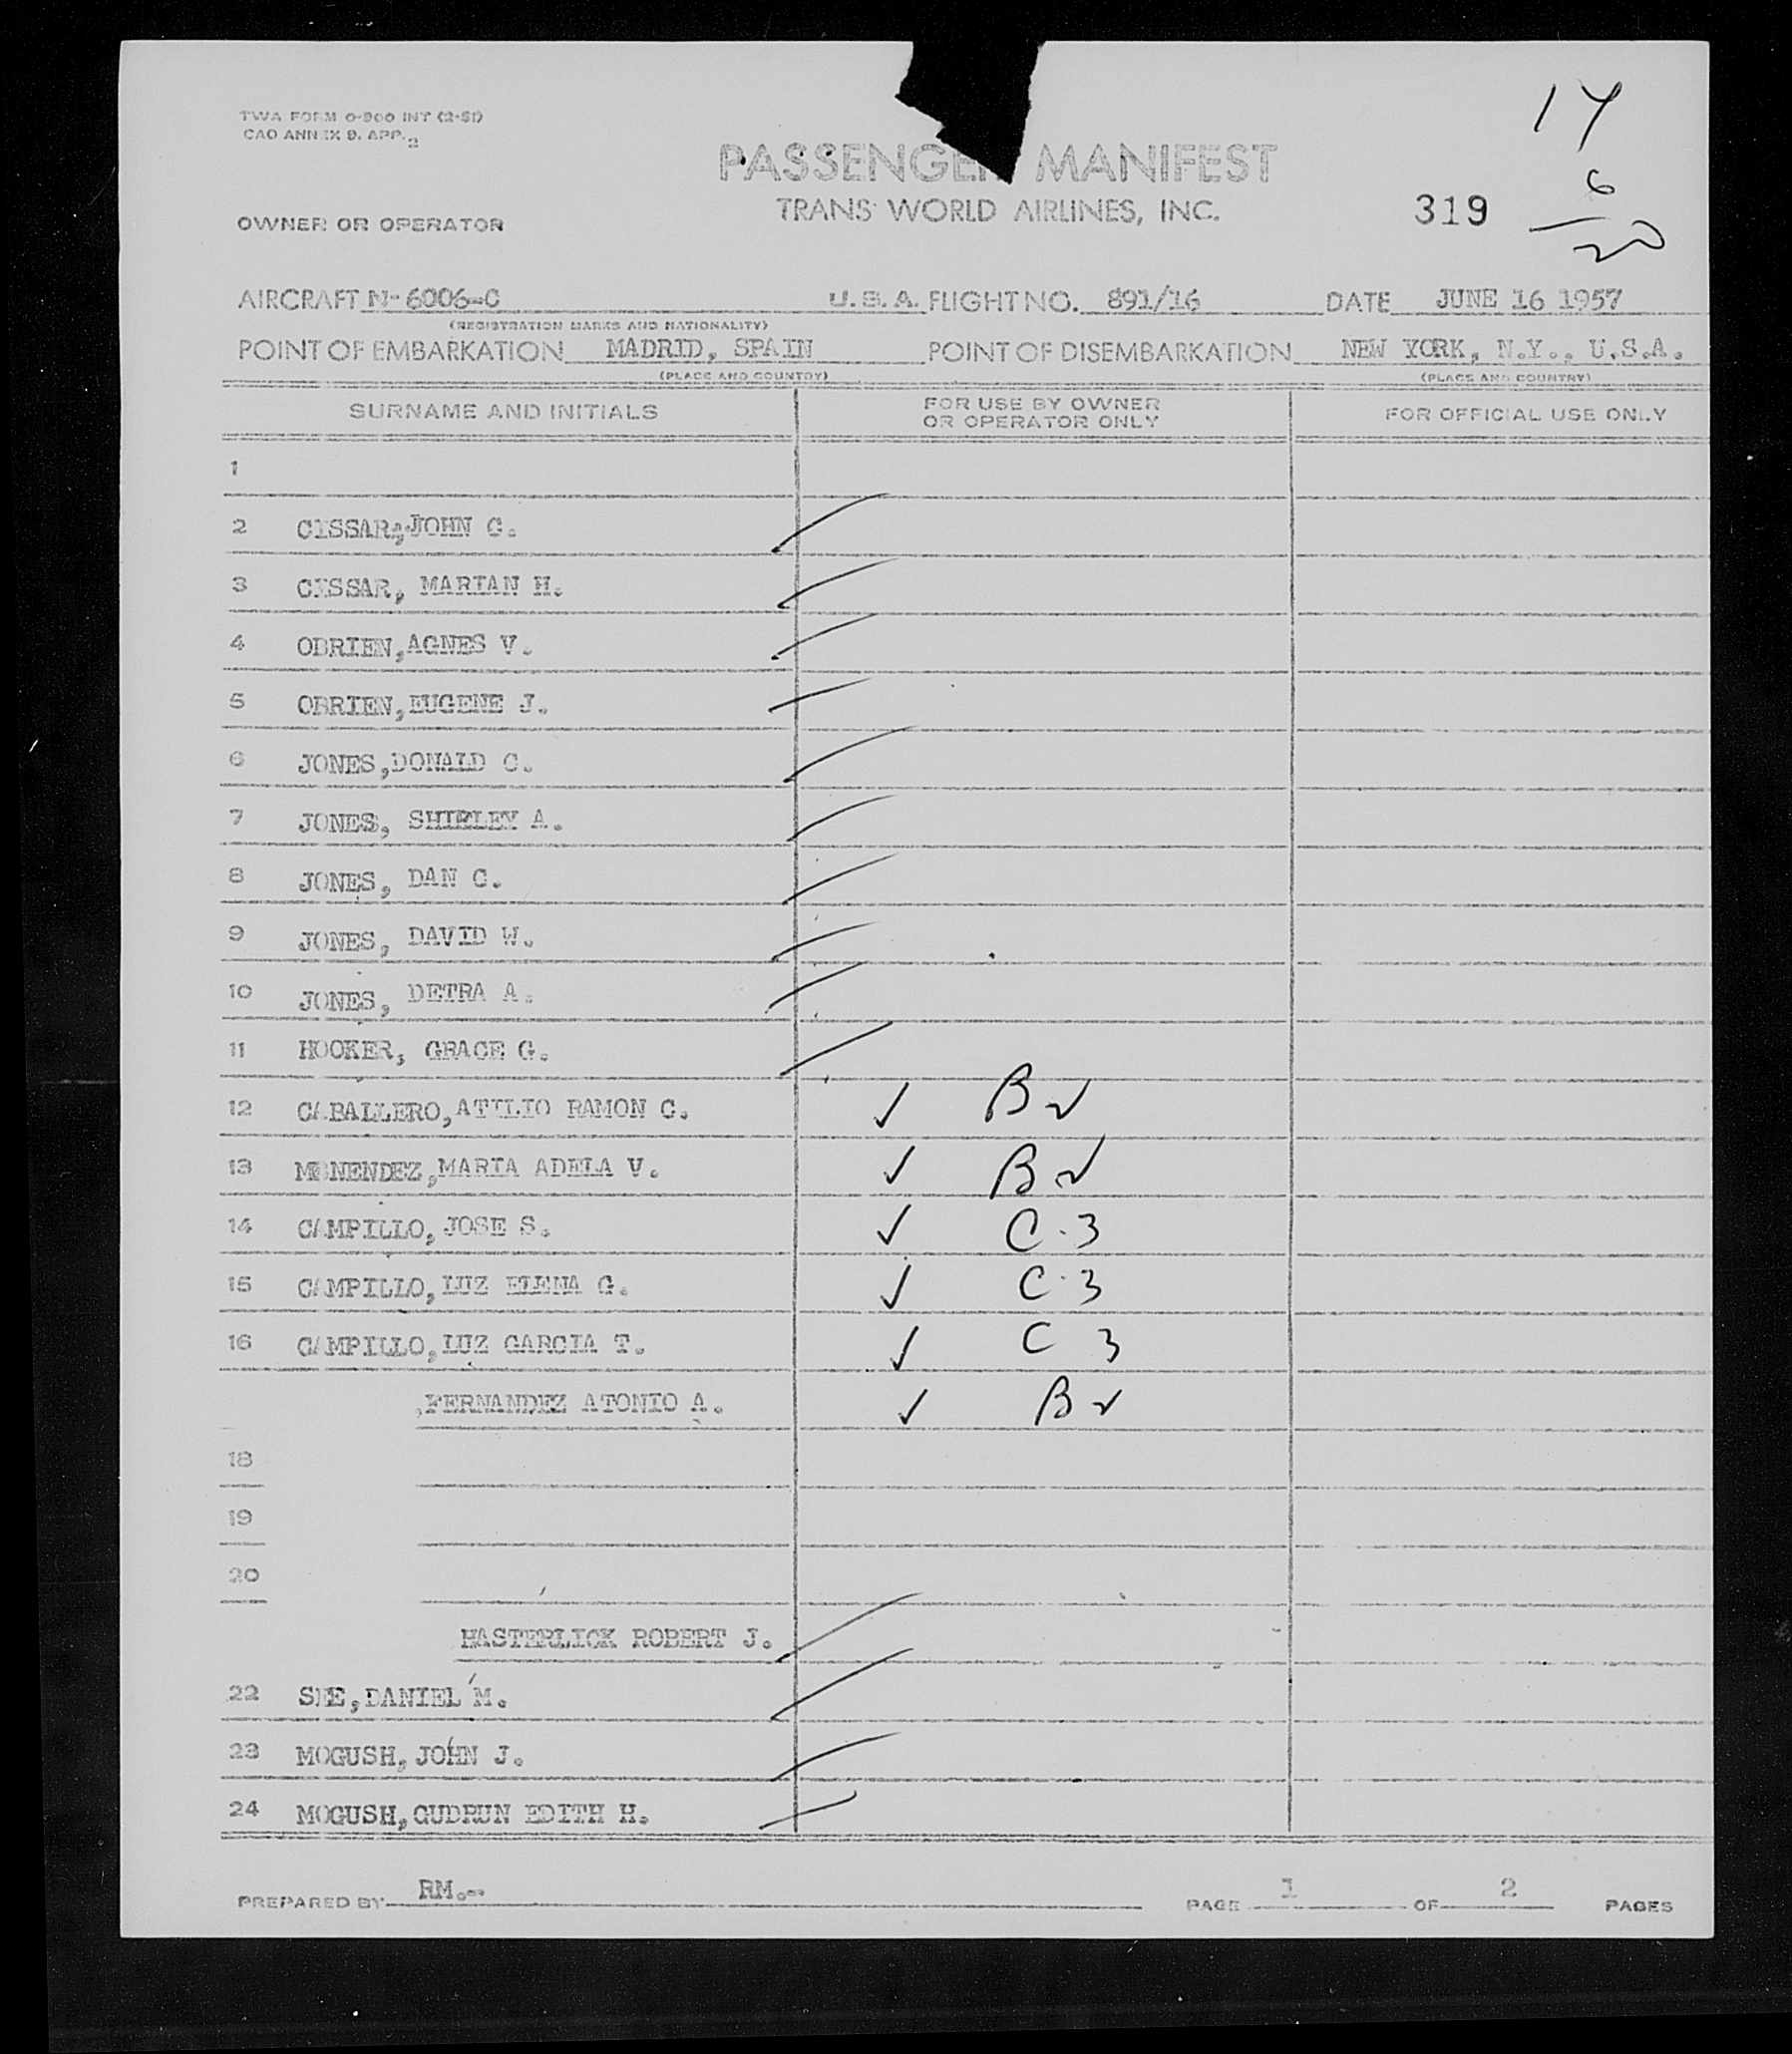 TWA FORM O-900 INT (2-51)
CAO ANNEX 9. APP. 2
14
6
20
PASSENGER MANIFEST
TRANS WORLD AIRLINES, INC.
319
OWNER OR OPERATOR
AIRCRAFT N-6006-C U.S.A. FLIGHT NO. 891/16 DATE JUNE 16 1957
(REGISTRATION MARKS AND NATIONALITY)
POINT OF EMBARKATION MADRID, SPAIN POINT OF DISEMBARKATION NEW YORK, N.Y., U.S.A.
(PLACE AND COUNTRY) (PLACE AND COUNTRY)
SURNAME AND INITIALS FOR USE BY OWNER OR OPERATOR ONLY FOR OFFICIAL USE ONLY
1
2 JOHN C.
3 MARIAN H.
4 OBRIEN, AGNES V.
5 OBRIEN, EUGENE J.
6 JONES, DONALD C.
7 JONES, SHIRLEY A.
8 JONES, DAN C.
9 JONES, DAVID W.
10 JONES, DETRA A.
11 HOOKER, GRACE G.
12 CABALLERO, ATILIO RAMON C. ✓ B ✓
13 MENENDEZ, MARIA ADELA V. ✓ B ✓
14 CAMPILLO, JOSE S. ✓ C-3
15 CAMPILLO, LUZ ELENA G. ✓ C-3
16 CAMPILLO, LUZ GARCIA T. ✓ C 3
,FERNANDEZ ATONIO A. ✓ B ✓
18
19
20
HASTERLICK ROBERT J.
22 SEE, DANIEL M.
23 MOGUSH, JOHN J.
24 MOGUSH, GUDRUN EDITH H.
PREPARED BY RM.-- PAGE 1 OF 2 PAGES